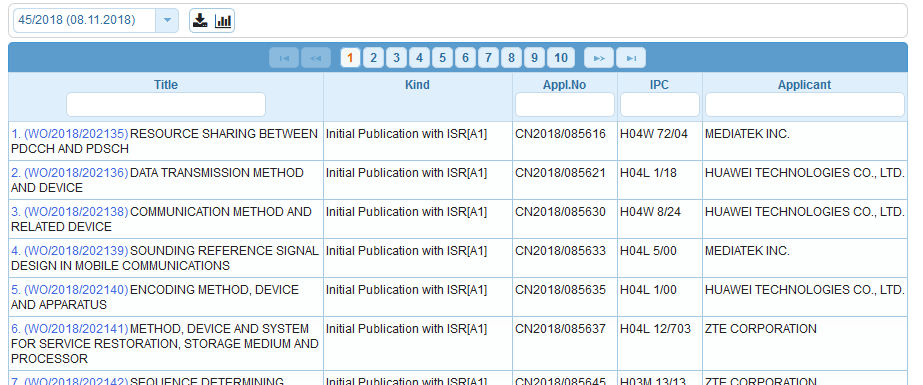 45/2018 (08.11.2018)
1 2 3 4 5 6 7 8 9 10
Title Kind Appl.No IPC Applicant
1. (WO/2018/202135) RESOURCE SHARING BETWEEN Initial Publication with ISR[A1] CN2018/085616 H04W 72/04 MEDIATEK INC.
PDCCH AND PDSCH
2. (WO/2018/202136) DATA TRANSMISSION METHOD Initial Publication with ISR[A1] CN2018/085621 H04L 1/18 HUAWEI TECHNOLOGIES CO., LTD.
AND DEVICE
3. (WO/2018/202138) COMMUNICATION METHOD AND Initial Publication with ISR[A1] CN2018/085630 H04W 8/24 HUAWEI TECHNOLOGIES CO., LTD.
RELATED DEVICE
4. (WO/2018/202139) SOUNDING REFERENCE SIGNAL Initial Publication with ISR[A1] CN2018/085633 H04L 5/00 MEDIATEK INC.
DESIGN IN MOBILE COMMUNICATIONS
5. (WO/2018/202140) ENCODING METHOD, DEVICE Initial Publication with ISR[A1] CN2018/085635 H04L 1/00 HUAWEI TECHNOLOGIES CO., LTD.
AND APPARATUS
6. (WO/2018/202141) METHOD, DEVICE AND SYSTEM Initial Publication with ISR[A1] CN2018/085637 H04L 12/703 ZTE CORPORATION
FOR SERVICE RESTORATION, STORAGE MEDIUM AND
PROCESSOR
7. (WO/2018/202142) SEQUENCE DETERMINING Initial Publication with ISR[A1] CN2018/085645 H03M 13/13 HUAWEI TECHNOLOGIES CO., LTD.